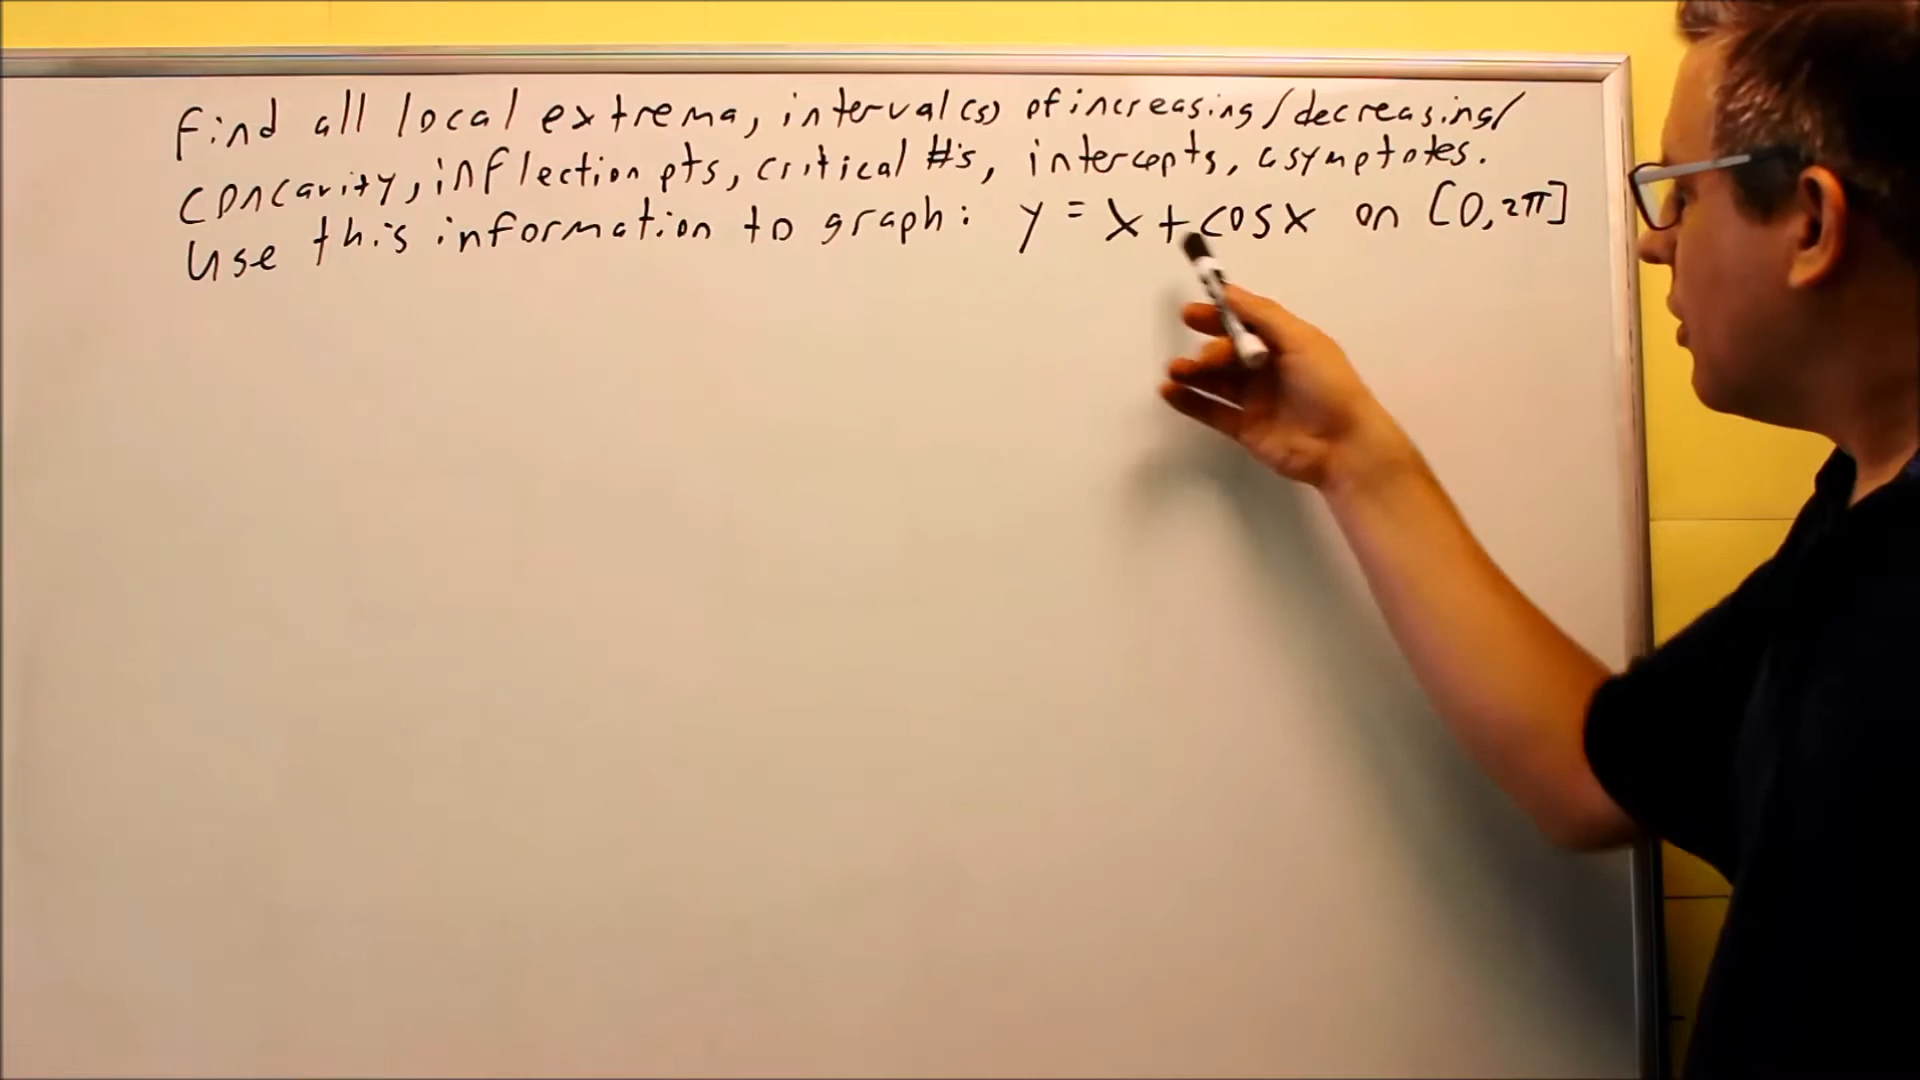 Find all local extrema, interval(s) of increasing/decreasing/
concavity, inflection pts, critical #'s, intercepts, asymptotes.
Use this information to graph: y = x + cosx on [0, 2π]